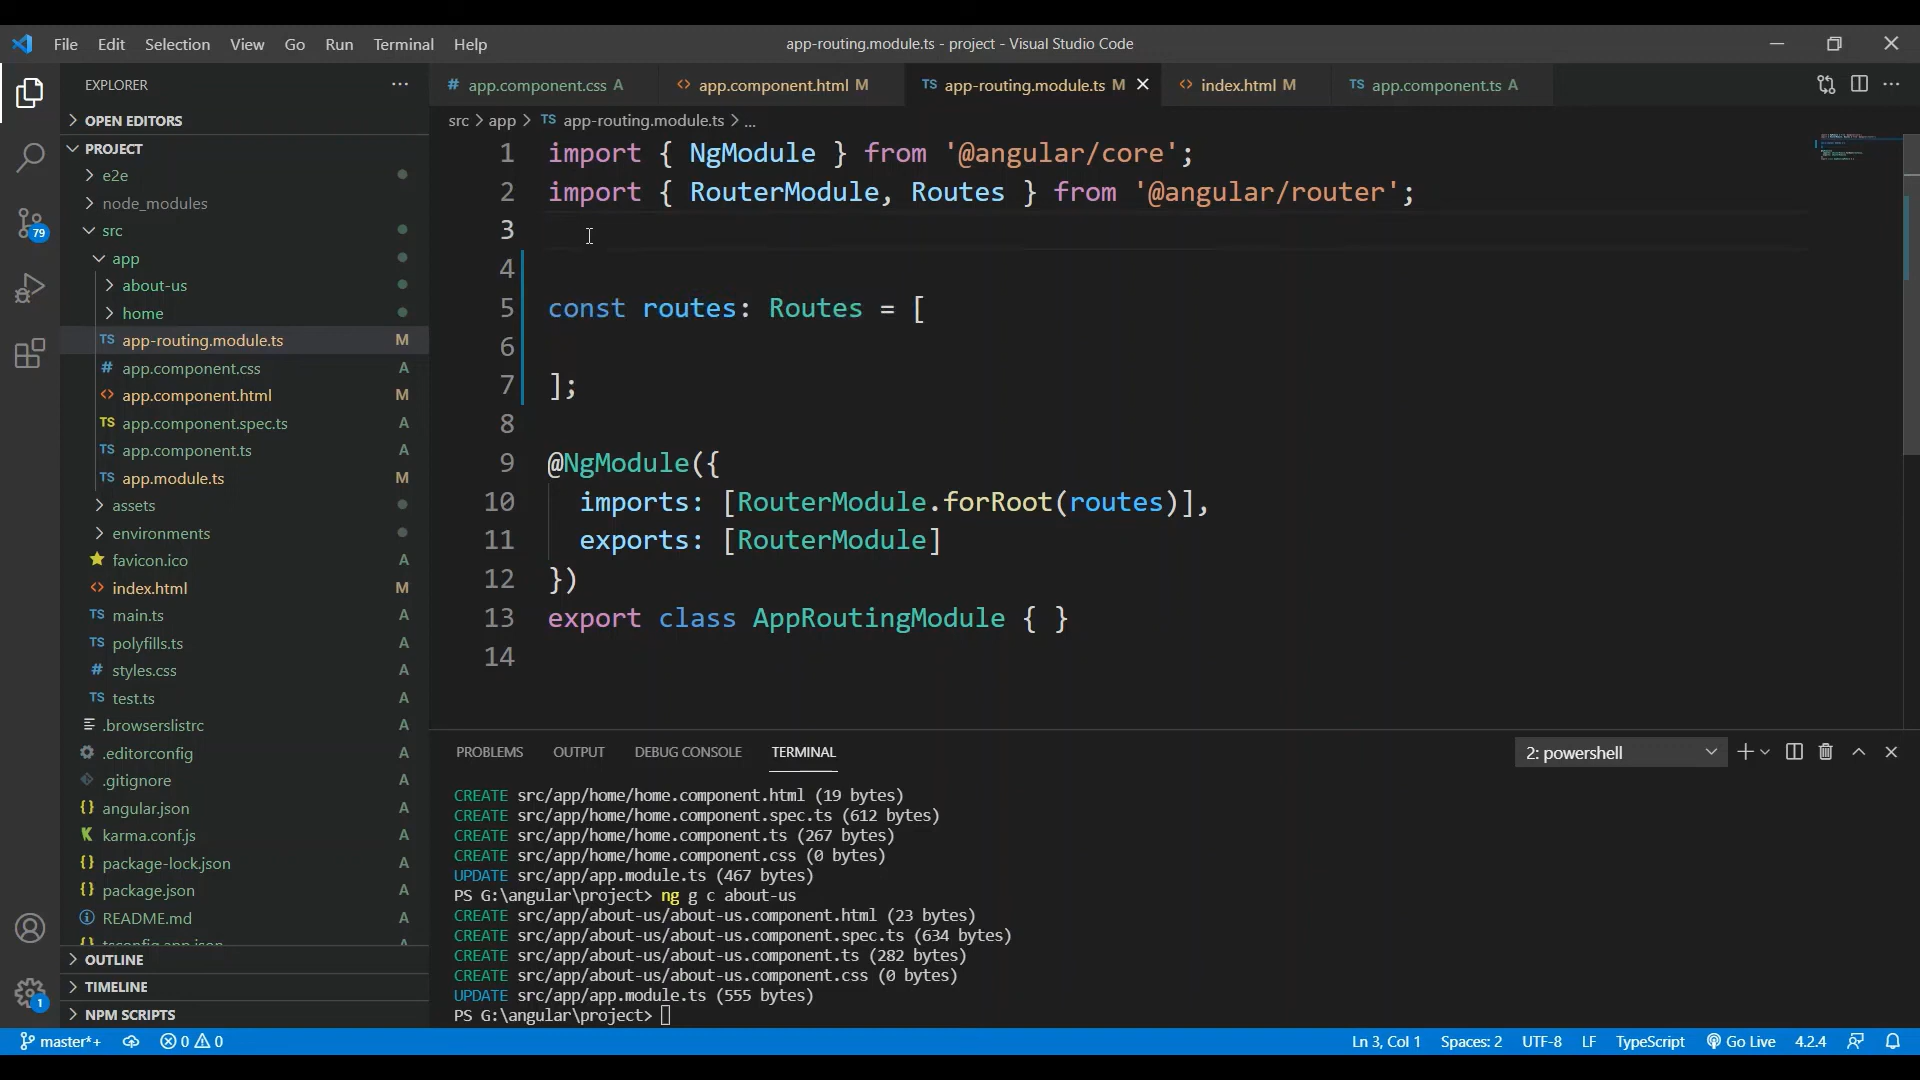 File Edit Selection View Go Run Terminal Help
app-routing.module.ts - project - Visual Studio Code
EXPLORER
OPEN EDITORS
PROJECT
e2e
node_modules
src
app
about-us
home
TS app-routing.module.ts M
# app.component.css A
<> app.component.html M
TS app.component.spec.ts A
TS app.component.ts A
TS app.module.ts M
assets
environments
favicon.ico A
<> index.html M
TS main.ts A
TS polyfills.ts A
# styles.css A
TS test.ts A
.browserslistrc A
.editorconfig A
.gitignore A
{} angular.json A
karma.conf.js A
{} package-lock.json A
{} package.json A
README.md A
{} tsconfig.app.json A
OUTLINE
TIMELINE
NPM SCRIPTS
79
1
# app.component.css A <> app.component.html M TS app-routing.module.ts M <> index.html M TS app.component.ts A
src > app > TS app-routing.module.ts > ...
1 import { NgModule } from '@angular/core';
2 import { RouterModule, Routes } from '@angular/router';
3
4
5 const routes: Routes = [
6
7 ];
8
9 @NgModule({
10 imports: [RouterModule.forRoot(routes)],
11 exports: [RouterModule]
12 })
13 export class AppRoutingModule { }
14
PROBLEMS OUTPUT DEBUG CONSOLE TERMINAL
2: powershell
CREATE src/app/home/home.component.html (19 bytes)
CREATE src/app/home/home.component.spec.ts (612 bytes)
CREATE src/app/home/home.component.ts (267 bytes)
CREATE src/app/home/home.component.css (0 bytes)
UPDATE src/app/app.module.ts (467 bytes)
PS G:\angular\project> ng g c about-us
CREATE src/app/about-us/about-us.component.html (23 bytes)
CREATE src/app/about-us/about-us.component.spec.ts (634 bytes)
CREATE src/app/about-us/about-us.component.ts (282 bytes)
CREATE src/app/about-us/about-us.component.css (0 bytes)
UPDATE src/app/app.module.ts (555 bytes)
PS G:\angular\project>
master*+ 0 0
Ln 3, Col 1 Spaces: 2 UTF-8 LF TypeScript Go Live 4.2.4